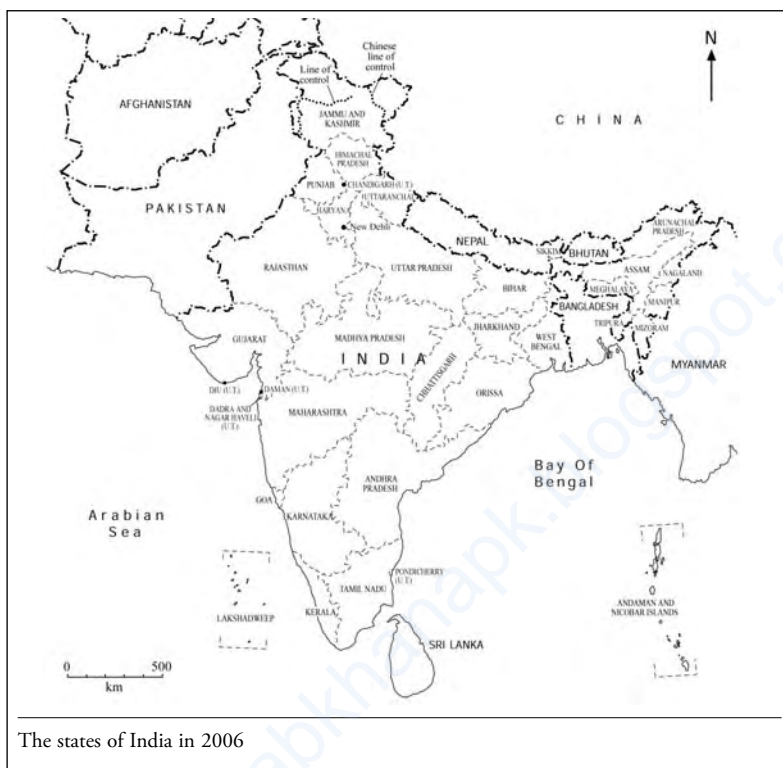 Chinese
line of
control
N
Line of
control
AFGHANISTAN
JAMMU AND
KASHMIR
CHINA
HIMACHAL
PRADESH
PUNJAB
CHANDIGARH (U.T.)
UTTARANCHAL
PAKISTAN
HARYANA
New Dehli
NEPAL
SIKKIM
BHUTAN
ARUNACHAL
PRADESH
RAJASTHAN
UTTAR PRADESH
ASSAM
NAGALAND
BIHAR
MEGHALAYA
BANGLADESH
MANIPUR
GUJARAT
MADHYA PRADESH
JHARKHAND
WEST
BENGAL
TRIPURA
MIZORAM
INDIA
CHHATTISGARH
MYANMAR
DIU (U.T.)
DAMAN (U.T.)
DADRA AND
NAGAR HAVELI
(U.T.)
MAHARASHTRA
ORISSA
Bay Of
Bengal
ANDHRA
PRADESH
GOA
KARNATAKA
Arabian
Sea
PONDICHERRY
(U.T.)
TAMIL NADU
LAKSHADWEEP
KERALA
ANDAMAN AND
NICOBAR ISLANDS
SRI LANKA
0 500
km
The states of India in 2006